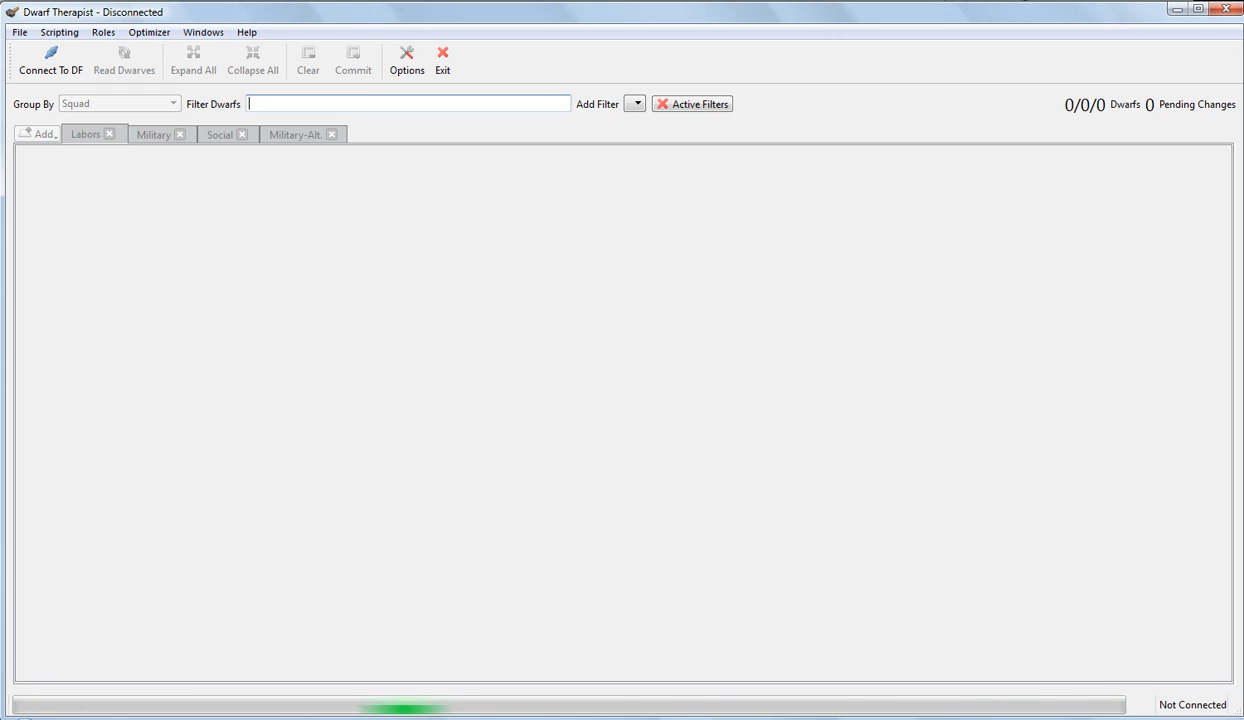 Dwarf Therapist - Disconnected
File Scripting Roles Optimizer Windows Help
Connect To DF Read Dwarves Expand All Collapse All Clear Commit Options Exit
Group By Squad Filter Dwarfs Add Filter Active Filters 0/0/0 Dwarfs 0 Pending Changes
Add Labors Military Social Military-Alt.
Not Connected